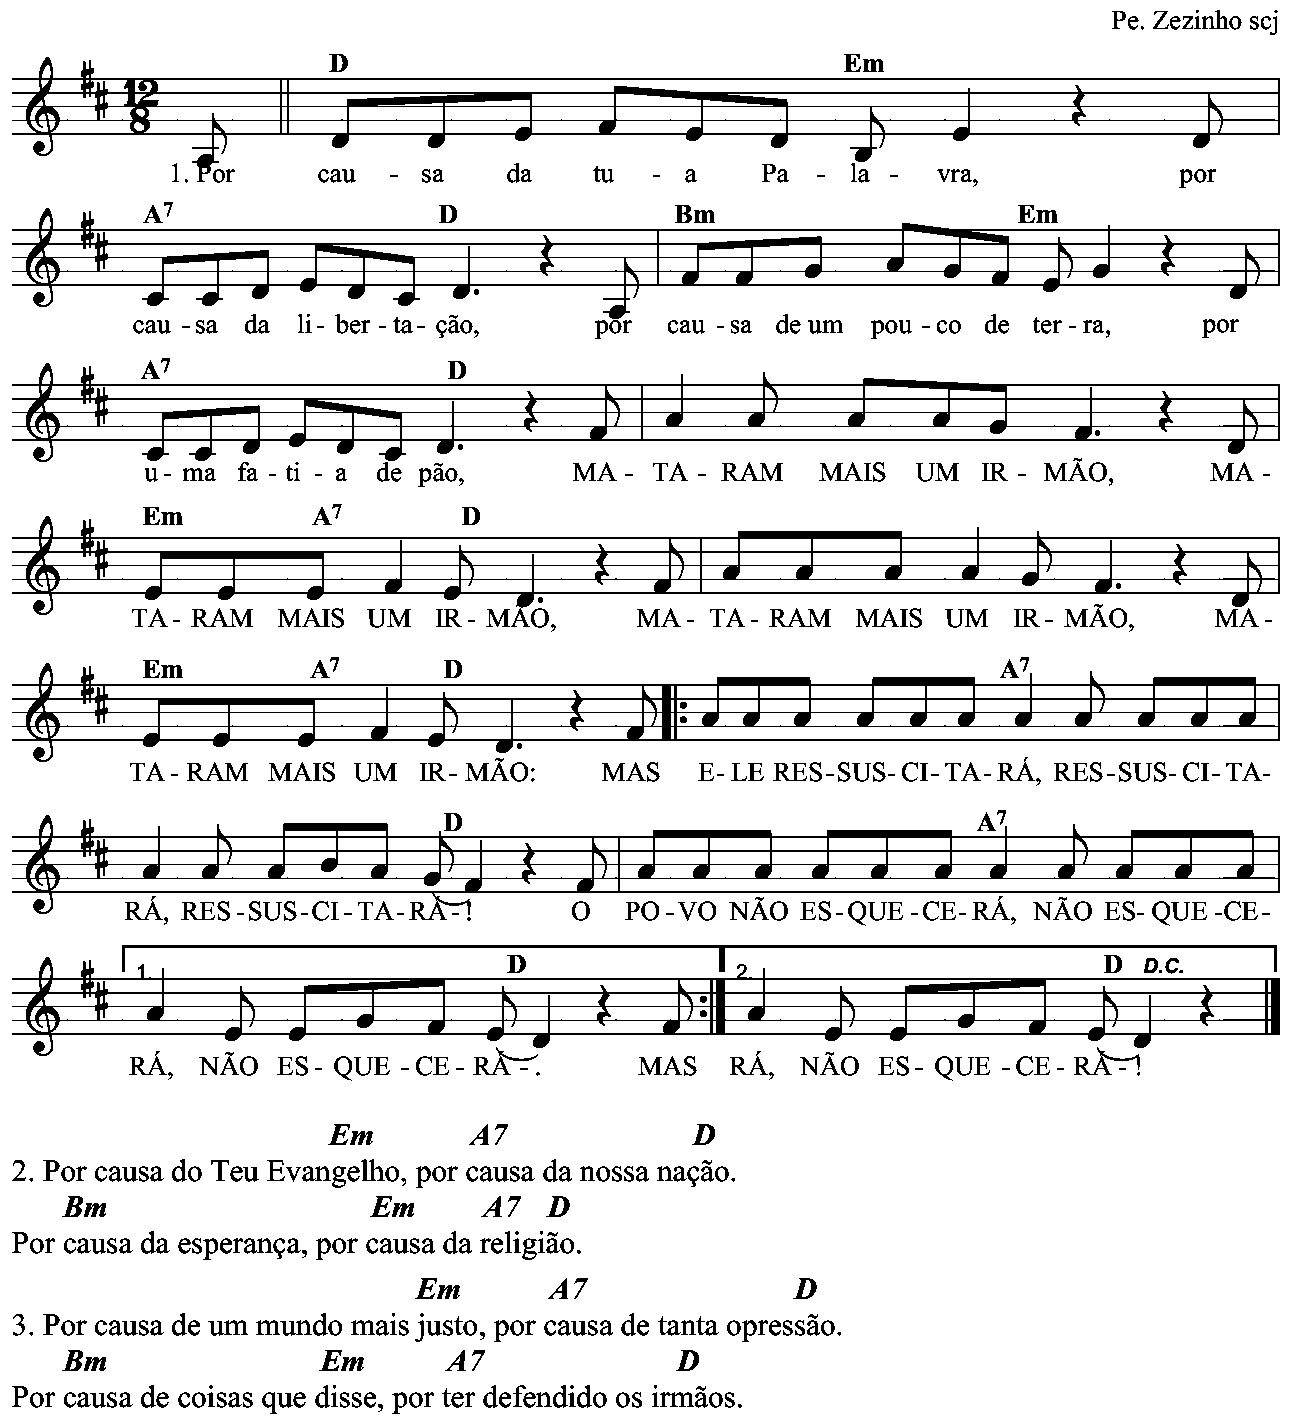 Pe. Zezinho scj
D Em
12
8
1. Por cau - sa da tu - a Pa - la - vra, por
A7 D Bm Em
cau - sa da li - ber - ta - ção, por cau - sa de um pou - co de ter - ra, por
A7 D
u - ma fa - ti - a de pão, MA - TA - RAM MAIS UM IR - MÃO, MA -
Em A7 D
TA - RAM MAIS UM IR - MÃO, MA - TA - RAM MAIS UM IR - MÃO, MA -
Em A7 D A7
TA - RAM MAIS UM IR - MÃO: MAS E - LE RES - SUS - CI - TA - RÁ, RES - SUS - CI - TA -
D A7
RÁ, RES - SUS - CI - TA - RÁ - ! O PO - VO NÃO ES - QUE - CE - RÁ, NÃO ES - QUE - CE -
1. D 2. D D.C.
RÁ, NÃO ES - QUE - CE - RÁ - . MAS RÁ, NÃO ES - QUE - CE - RÁ - !
Em A7 D
2. Por causa do Teu Evangelho, por causa da nossa nação.
Bm Em A7 D
Por causa da esperança, por causa da religião.
Em A7 D
3. Por causa de um mundo mais justo, por causa de tanta opressão.
Bm Em A7 D
Por causa de coisas que disse, por ter defendido os irmãos.